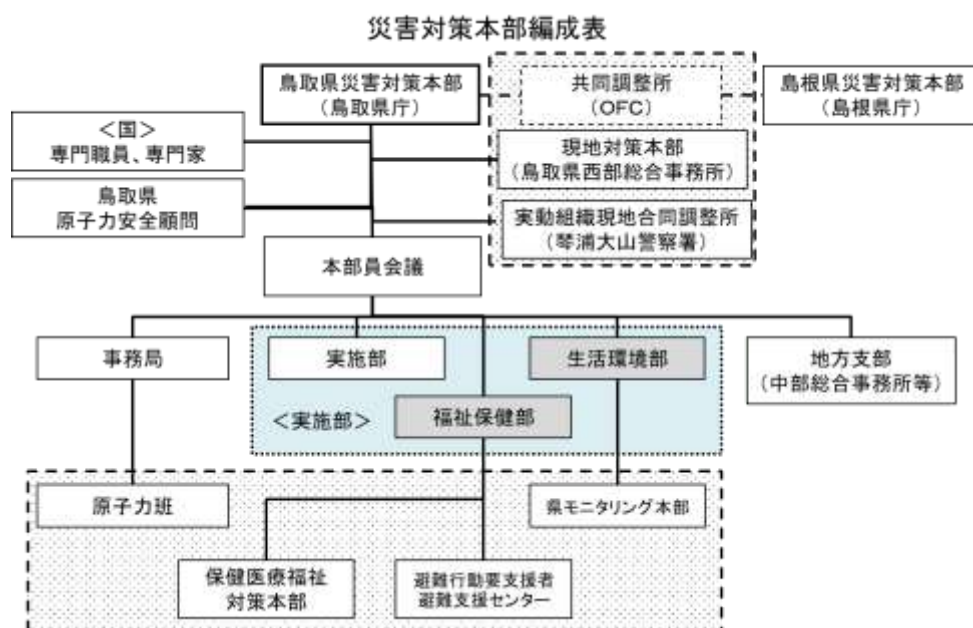 災害対策本部編成表
鳥取県災害対策本部
(鳥取県庁)
共同調整所
(OFC)
島根県災害対策本部
(島根県庁)
＜国＞
専門職員、専門家
現地対策本部
(鳥取県西部総合事務所)
鳥取県
原子力安全顧問
実動組織現地合同調整所
(琴浦大山警察署)
本部員会議
事務局
実施部
生活環境部
地方支部
(中部総合事務所等)
＜実施部＞
福祉保健部
原子力班
県モニタリング本部
保健医療福祉
対策本部
避難行動要支援者
避難支援センター